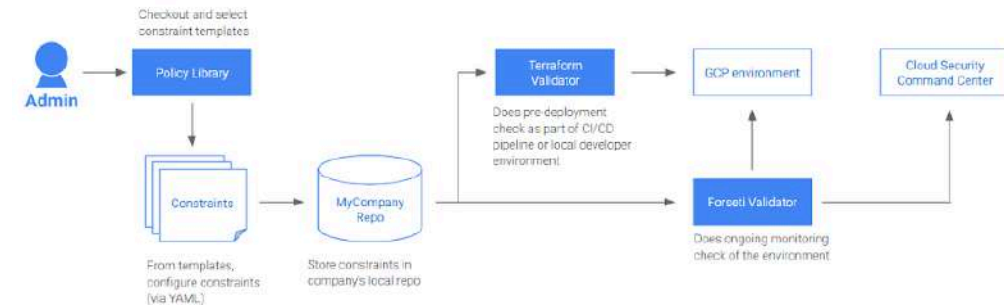 Checkout and select
constraint templates
Admin
Policy Library
Terraform
Validator
GCP environment
Cloud Security
Command Center
Does pre-deployment
check as part of CI/CD
pipeline or local developer
environment
Constraints
MyCompany
Repo
Forseti Validator
From templates,
configure constraints
(via YAML)
Store constraints in
company's local repo
Does ongoing monitoring
check of the environment